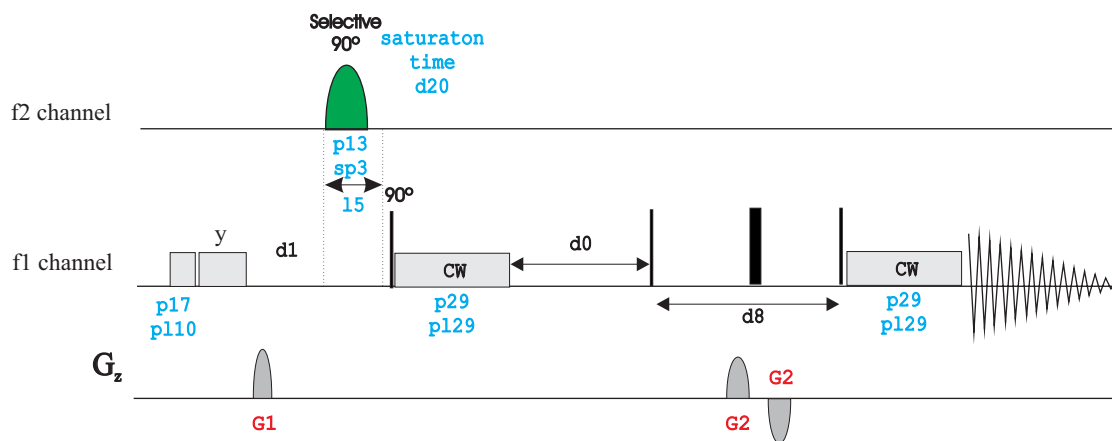 Selective
90º
saturaton
time
d20
f2 channel
p13
sp3
l5
90º
y
d1
d0
f1 channel
CW
CW
p17
pl10
p29
pl29
d8
p29
pl29
Gz
G2
G1
G2